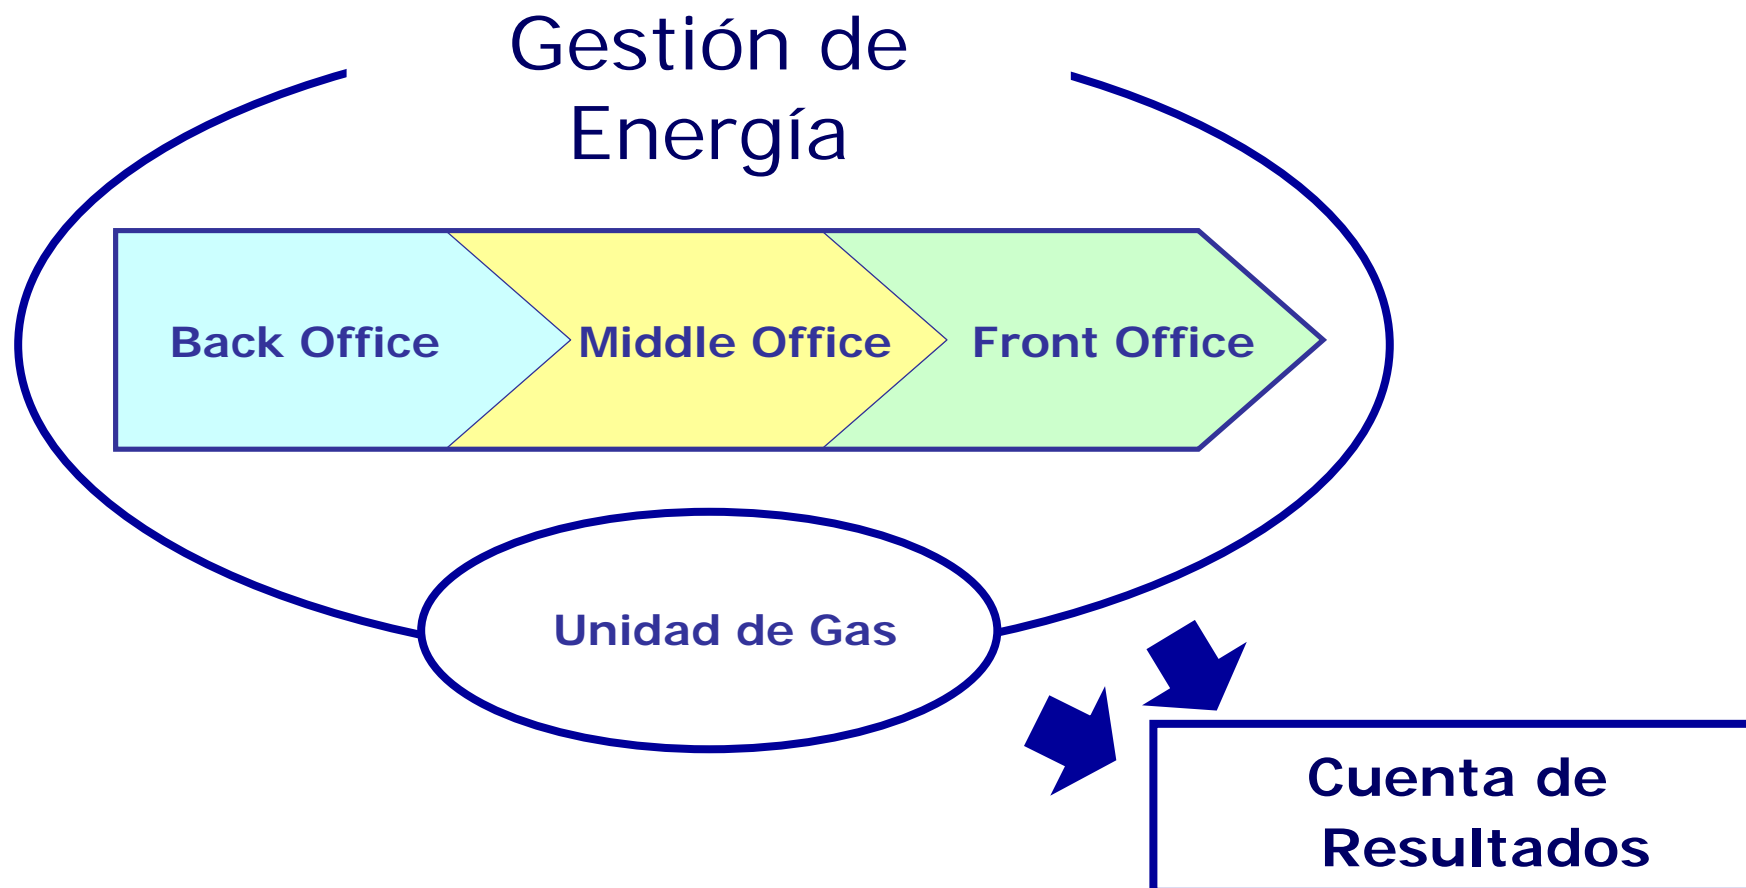 Gestión de
Energía
Back Office
Middle Office
Front Office
Unidad de Gas
Cuenta de
Resultados